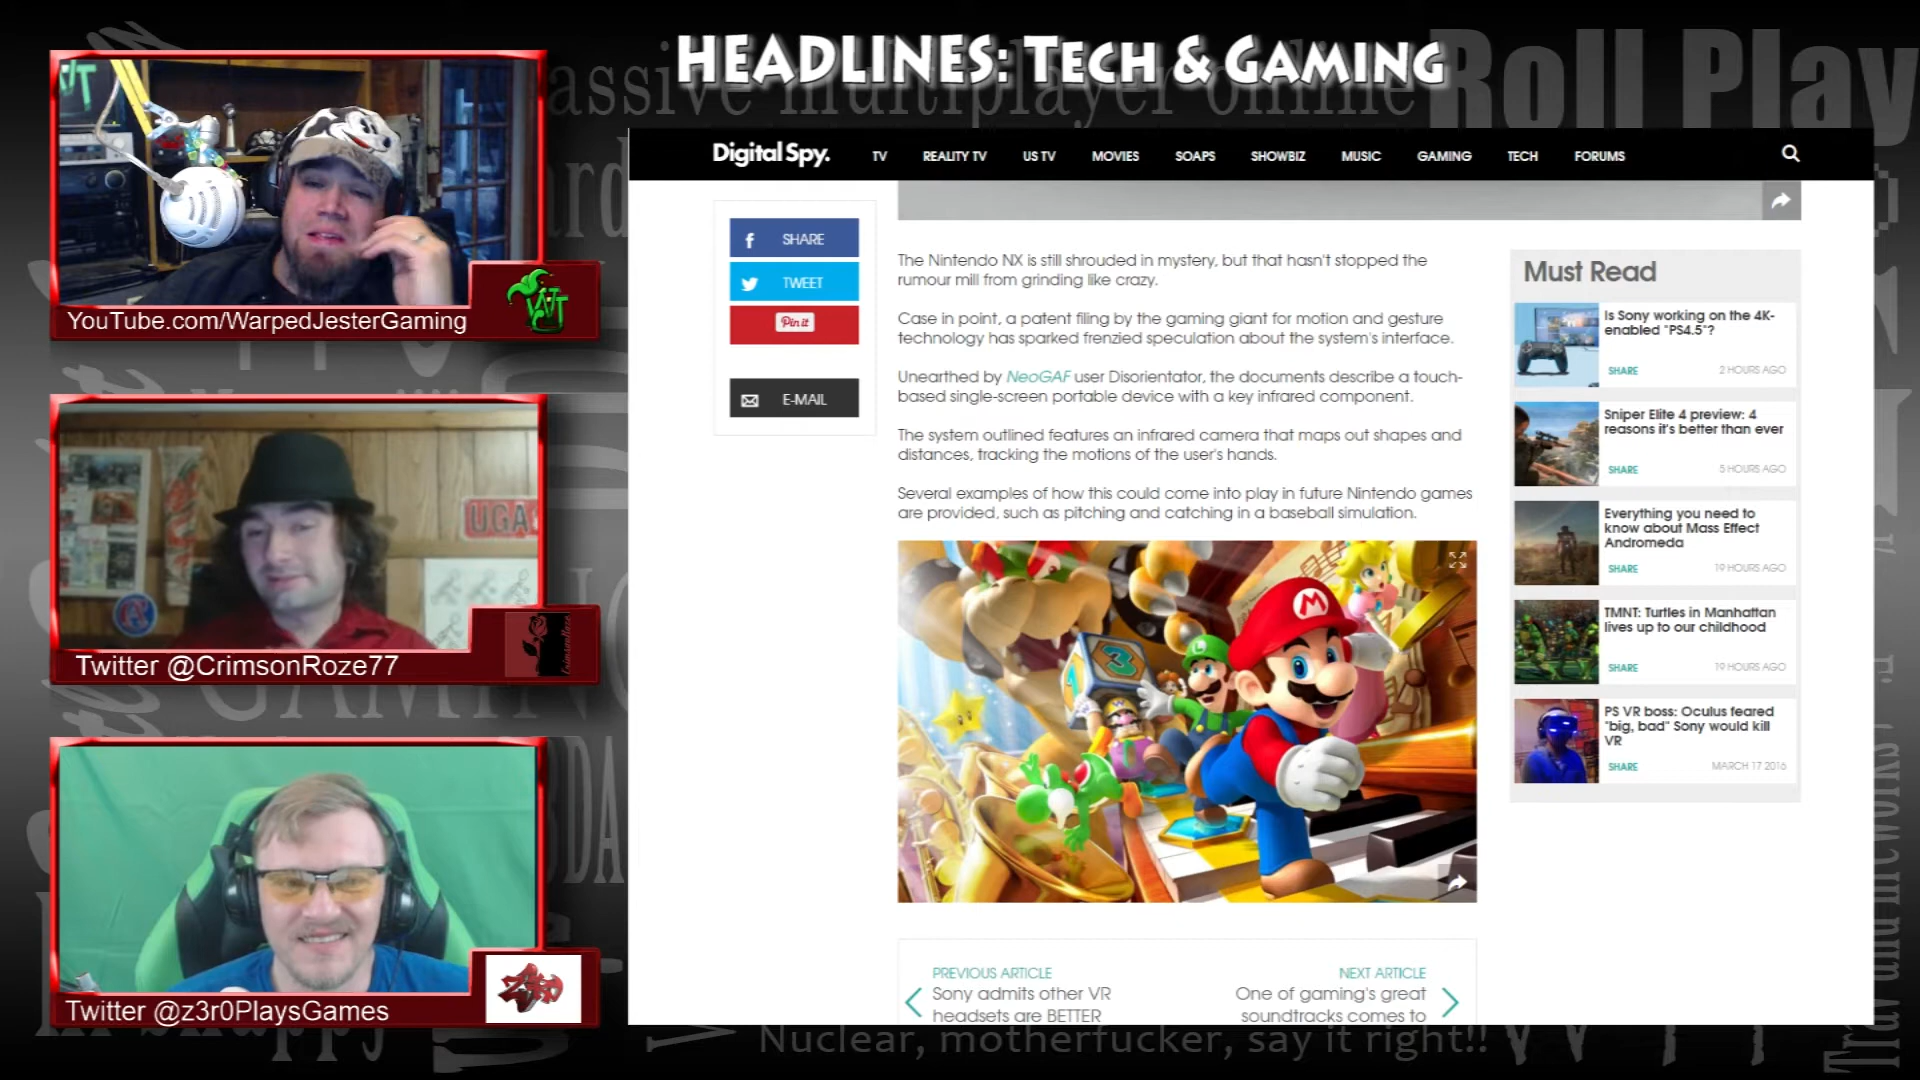 HEADLINES: TECH & GAMING
assive multiplayer online
Roll Play
YouTube.com/WarpedJesterGaming
WT
UGA
Twitter @CrimsonRoze77
Twitter @z3r0PlaysGames
Digital Spy.
TV
REALITY TV
US TV
MOVIES
SOAPS
SHOWBIZ
MUSIC
GAMING
TECH
FORUMS
SHARE
TWEET
Pin it
E-MAIL
The Nintendo NX is still shrouded in mystery, but that hasn't stopped the
rumour mill from grinding like crazy.
Case in point, a patent filing by the gaming giant for motion and gesture
technology has sparked frenzied speculation about the system's interface.
Unearthed by NeoGAF user Disorientator, the documents describe a touch-
based single-screen portable device with a key infrared component.
The system outlined features an infrared camera that maps out shapes and
distances, tracking the motions of the user's hands.
Several examples of how this could come into play in future Nintendo games
are provided, such as pitching and catching in a baseball simulation.
M
L
3
PREVIOUS ARTICLE
Sony admits other VR
headsets are BETTER
NEXT ARTICLE
One of gaming's great
soundtracks comes to
Must Read
Is Sony working on the 4K-
enabled "PS4.5"?
SHARE
2 HOURS AGO
Sniper Elite 4 preview: 4
reasons it's better than ever
SHARE
5 HOURS AGO
Everything you need to
know about Mass Effect
Andromeda
SHARE
19 HOURS AGO
TMNT: Turtles in Manhattan
lives up to our childhood
SHARE
19 HOURS AGO
PS VR boss: Oculus feared
"big, bad" Sony would kill
VR
SHARE
MARCH 17 2016
Nuclear, motherfucker, say it right!!